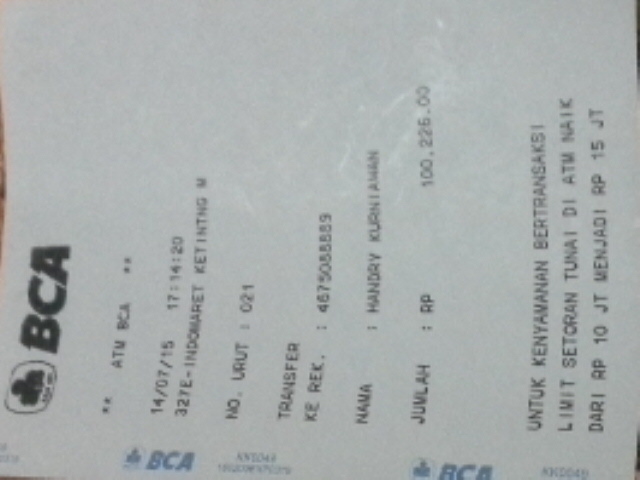 BCA
** ATM BCA **
14/07/15 17:14:20
327E-INDOMARET KETINTNG M
NO. URUT : 021
TRANSFER
KE REK. : 4675088889
NAMA : HANDRY KURNIAWAN
JUMLAH : RP 100,226.00
UNTUK KENYAMANAN BERTRANSAKSI
LIMIT SETORAN TUNAI DI ATM NAIK
DARI RP 10 JT MENJADI RP 15 JT
BCA
BCA